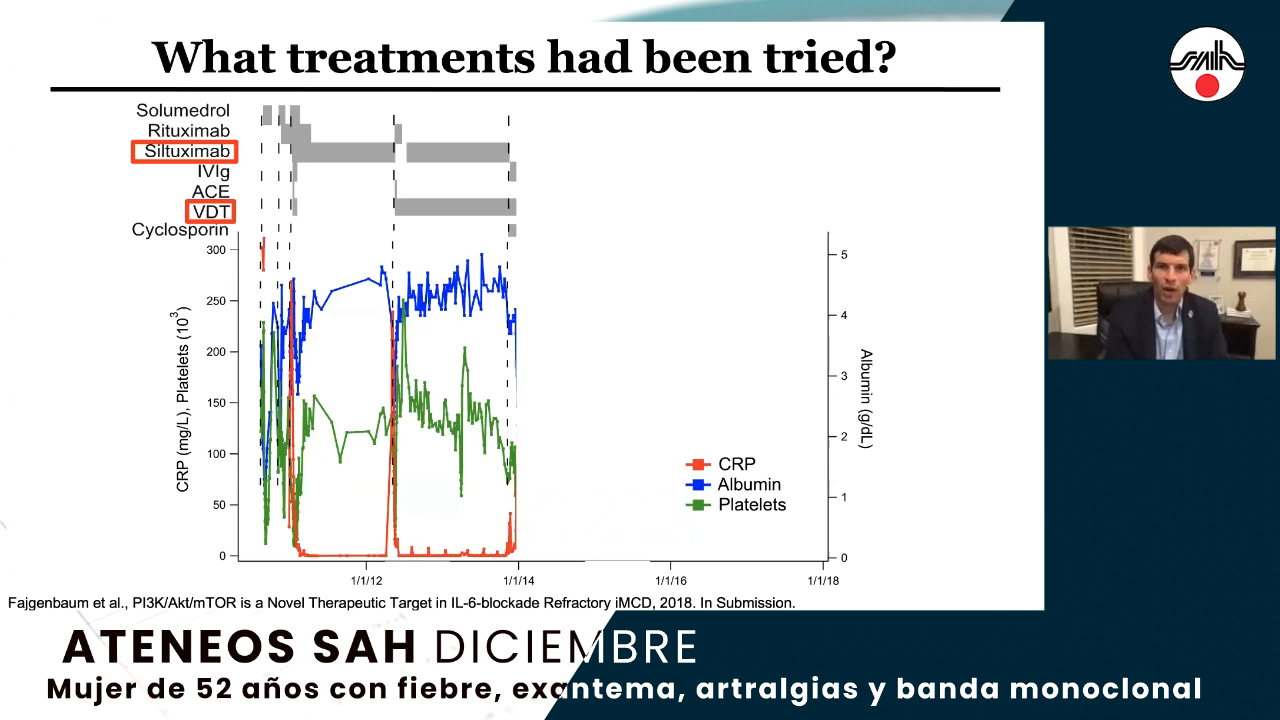 What treatments had been tried?
Solumedrol
Rituximab
Siltuximab
IVIg
ACE
VDT
Cyclosporin
300
250
200
150
100
50
0
CRP (mg/L), Platelets (10³)
5
4
3
2
1
0
Albumin (g/dL)
CRP
Albumin
Platelets
1/1/12
1/1/14
1/1/16
1/1/18
Fajgenbaum et al., PI3K/Akt/mTOR is a Novel Therapeutic Target in IL-6-blockade Refractory iMCD, 2018. In Submission.
ATENEOS SAH DICIEMBRE
Mujer de 52 años con fiebre, exantema, artralgias y banda monoclonal